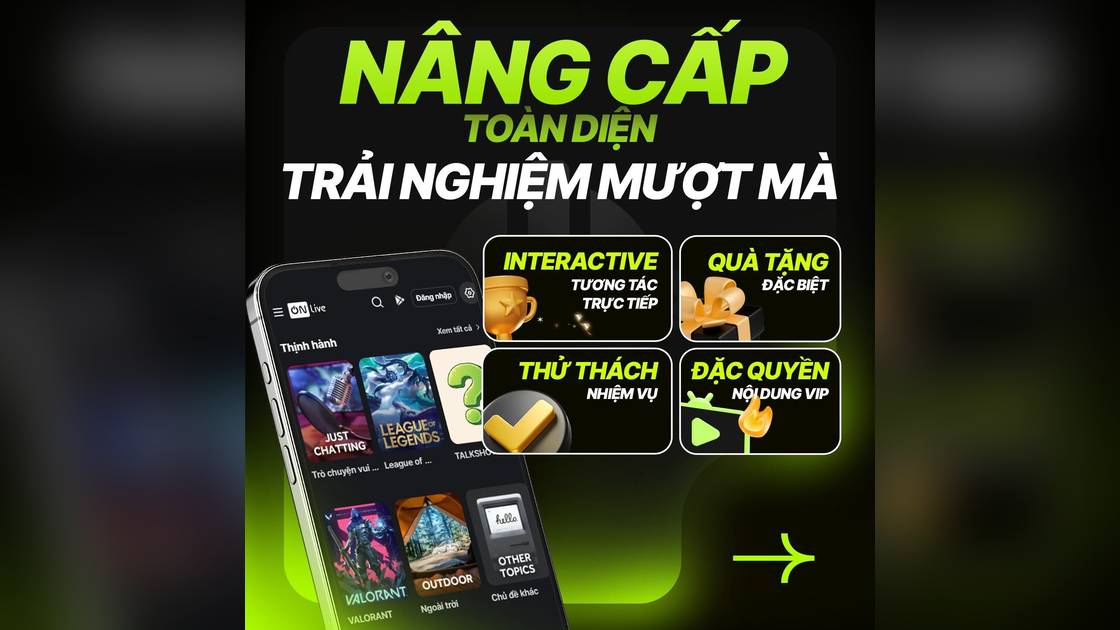 NÂNG CẤP
TOÀN DIỆN
TRẢI NGHIỆM MƯỢT MÀ
INTERACTIVE
TƯƠNG TÁC
TRỰC TIẾP
QUÀ TẶNG
ĐẶC BIỆT
THỬ THÁCH
NHIỆM VỤ
ĐẶC QUYỀN
NỘI DUNG VIP
ON Live
Đăng nhập
Xem tất cả
Thịnh hành
JUST
CHATTING
LEAGUE OF
LEGENDS
Trò chuyện vui ...
League of ...
VALORANT
OUTDOOR
hello.
OTHER
TOPICS
VALORANT
Ngoài trời
Chủ đề khác